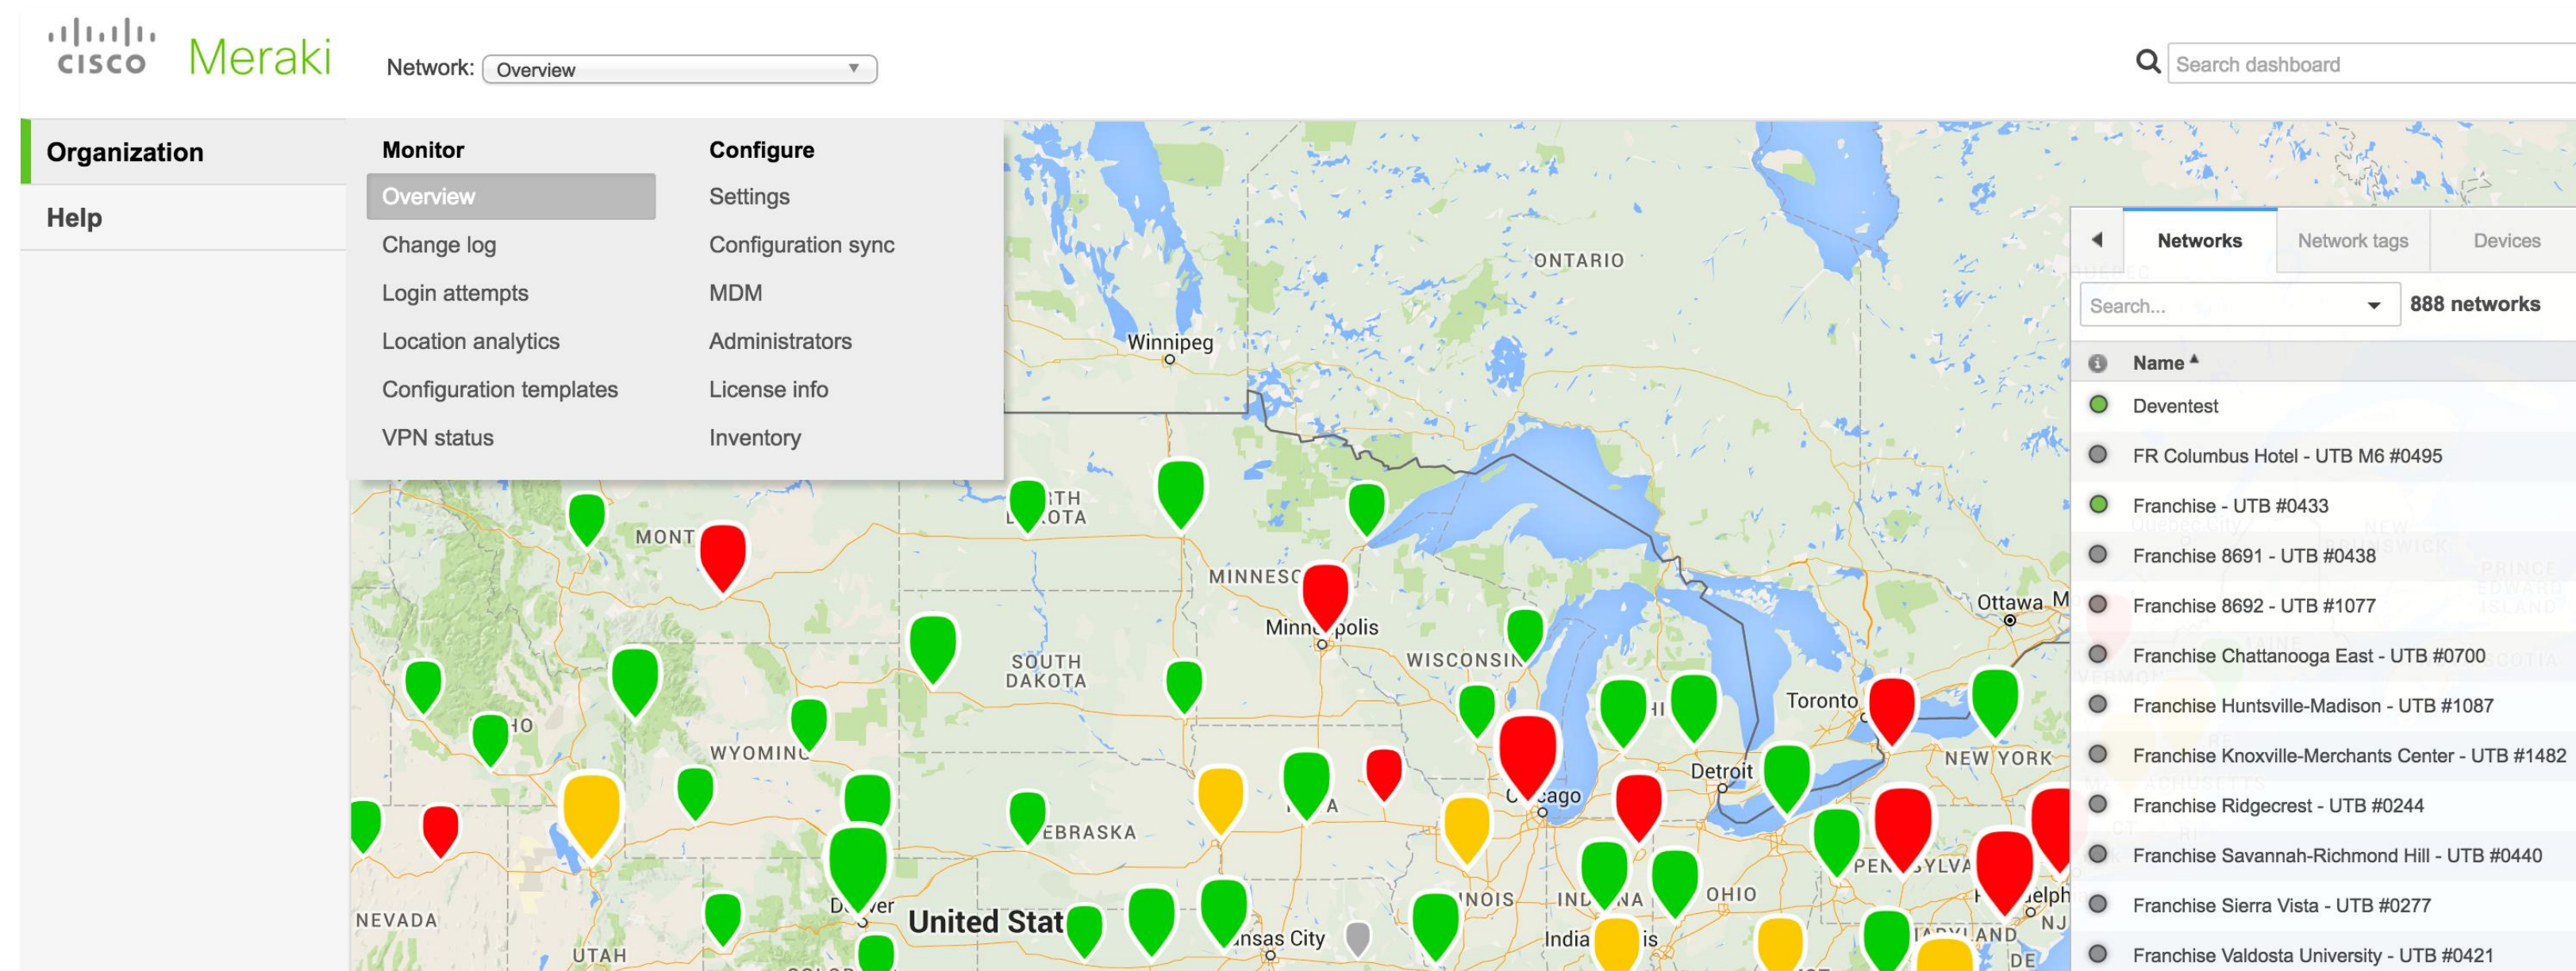 CISCO Meraki
Network: Overview
Search dashboard
Organization
Help
Monitor
Overview
Change log
Login attempts
Location analytics
Configuration templates
VPN status
Configure
Settings
Configuration sync
MDM
Administrators
License info
Inventory
ONTARIO
Winnipeg
MONT
MINNESO
SOUTH
DAKOTA
WISCONSIN
WYOMING
Ottawa
Toronto
Detroit
NEW YORK
NEVADA
UTAH
United Stat
OHIO
NJ
DE
Networks
Network tags
Devices
Search...
888 networks
Name
Deventest
FR Columbus Hotel - UTB M6 #0495
Franchise - UTB #0433
Franchise 8691 - UTB #0438
Franchise 8692 - UTB #1077
Franchise Chattanooga East - UTB #0700
Franchise Huntsville-Madison - UTB #1087
Franchise Knoxville-Merchants Center - UTB #1482
Franchise Ridgecrest - UTB #0244
Franchise Savannah-Richmond Hill - UTB #0440
Franchise Sierra Vista - UTB #0277
Franchise Valdosta University - UTB #0421